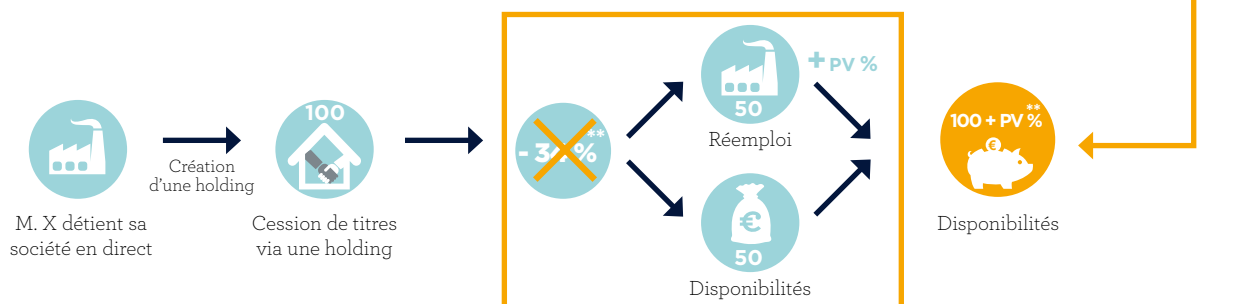 M. X détient sa
société en direct
Création
d'une holding
100
Cession de titres
via une holding
- 34 %**
50
+ PV %
Réemploi
50
Disponibilités
100 + PV %**
Disponibilités